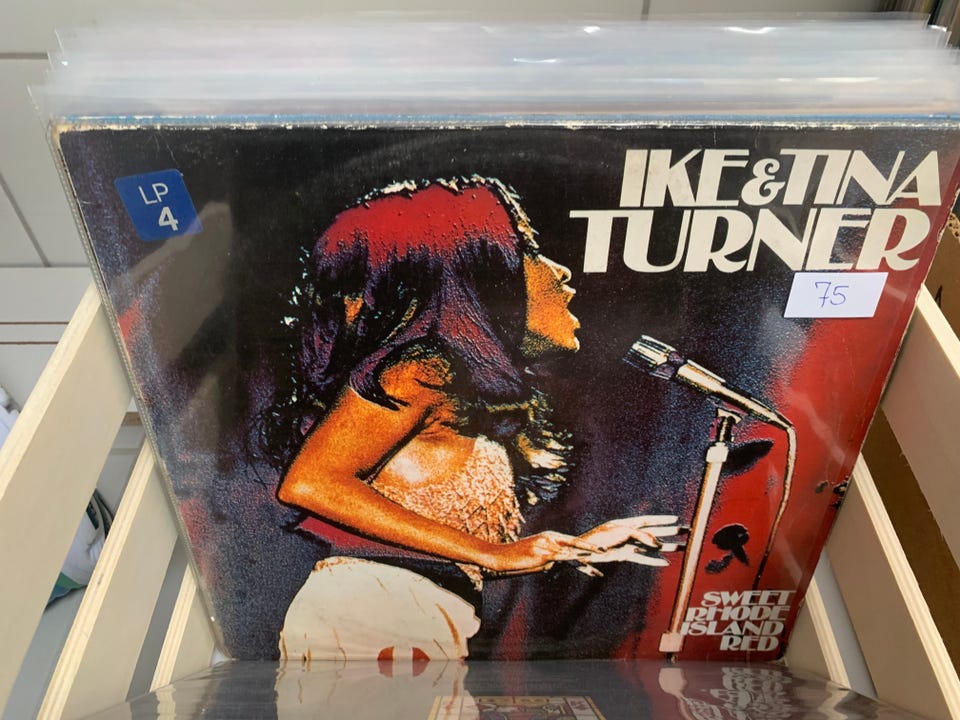 LP
4
IKE & TINA
TURNER
75
SWEET
RHODE
ISLAND
RED